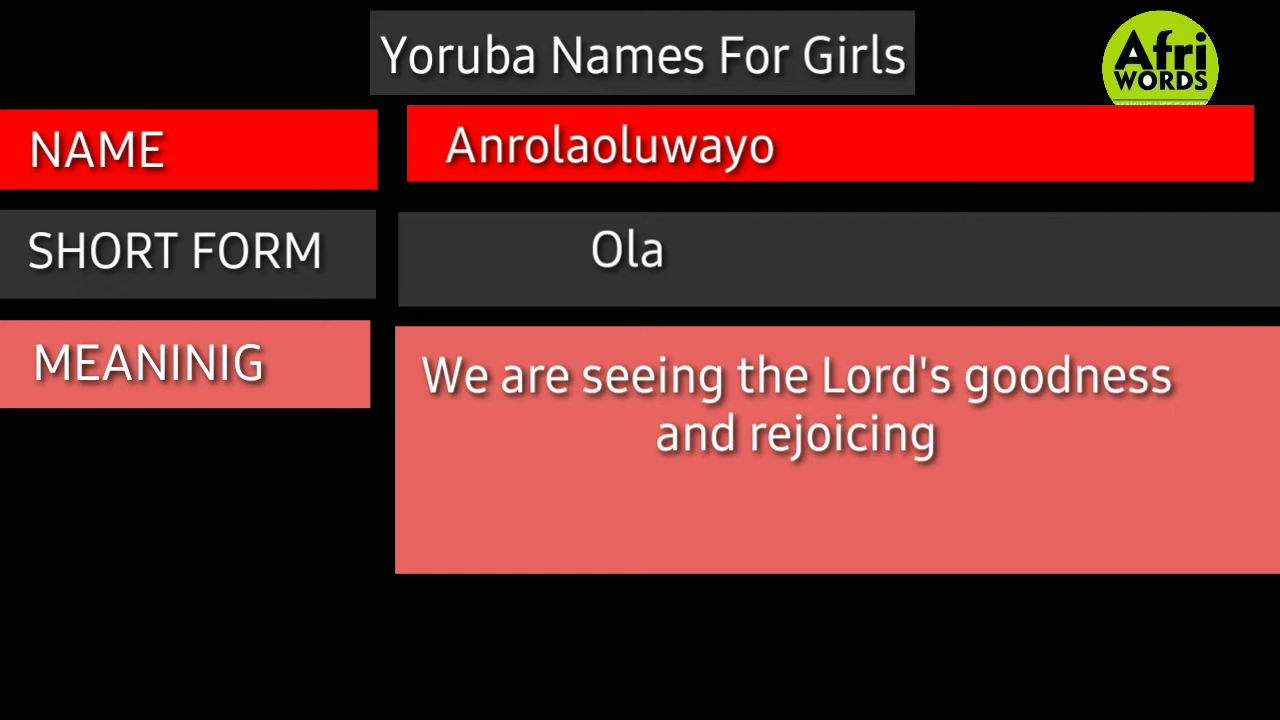 Yoruba Names For Girls
Afri
WORDS
NAME
Anrolaoluwayo
SHORT FORM
Ola
MEANINIG
We are seeing the Lord's goodness
and rejoicing